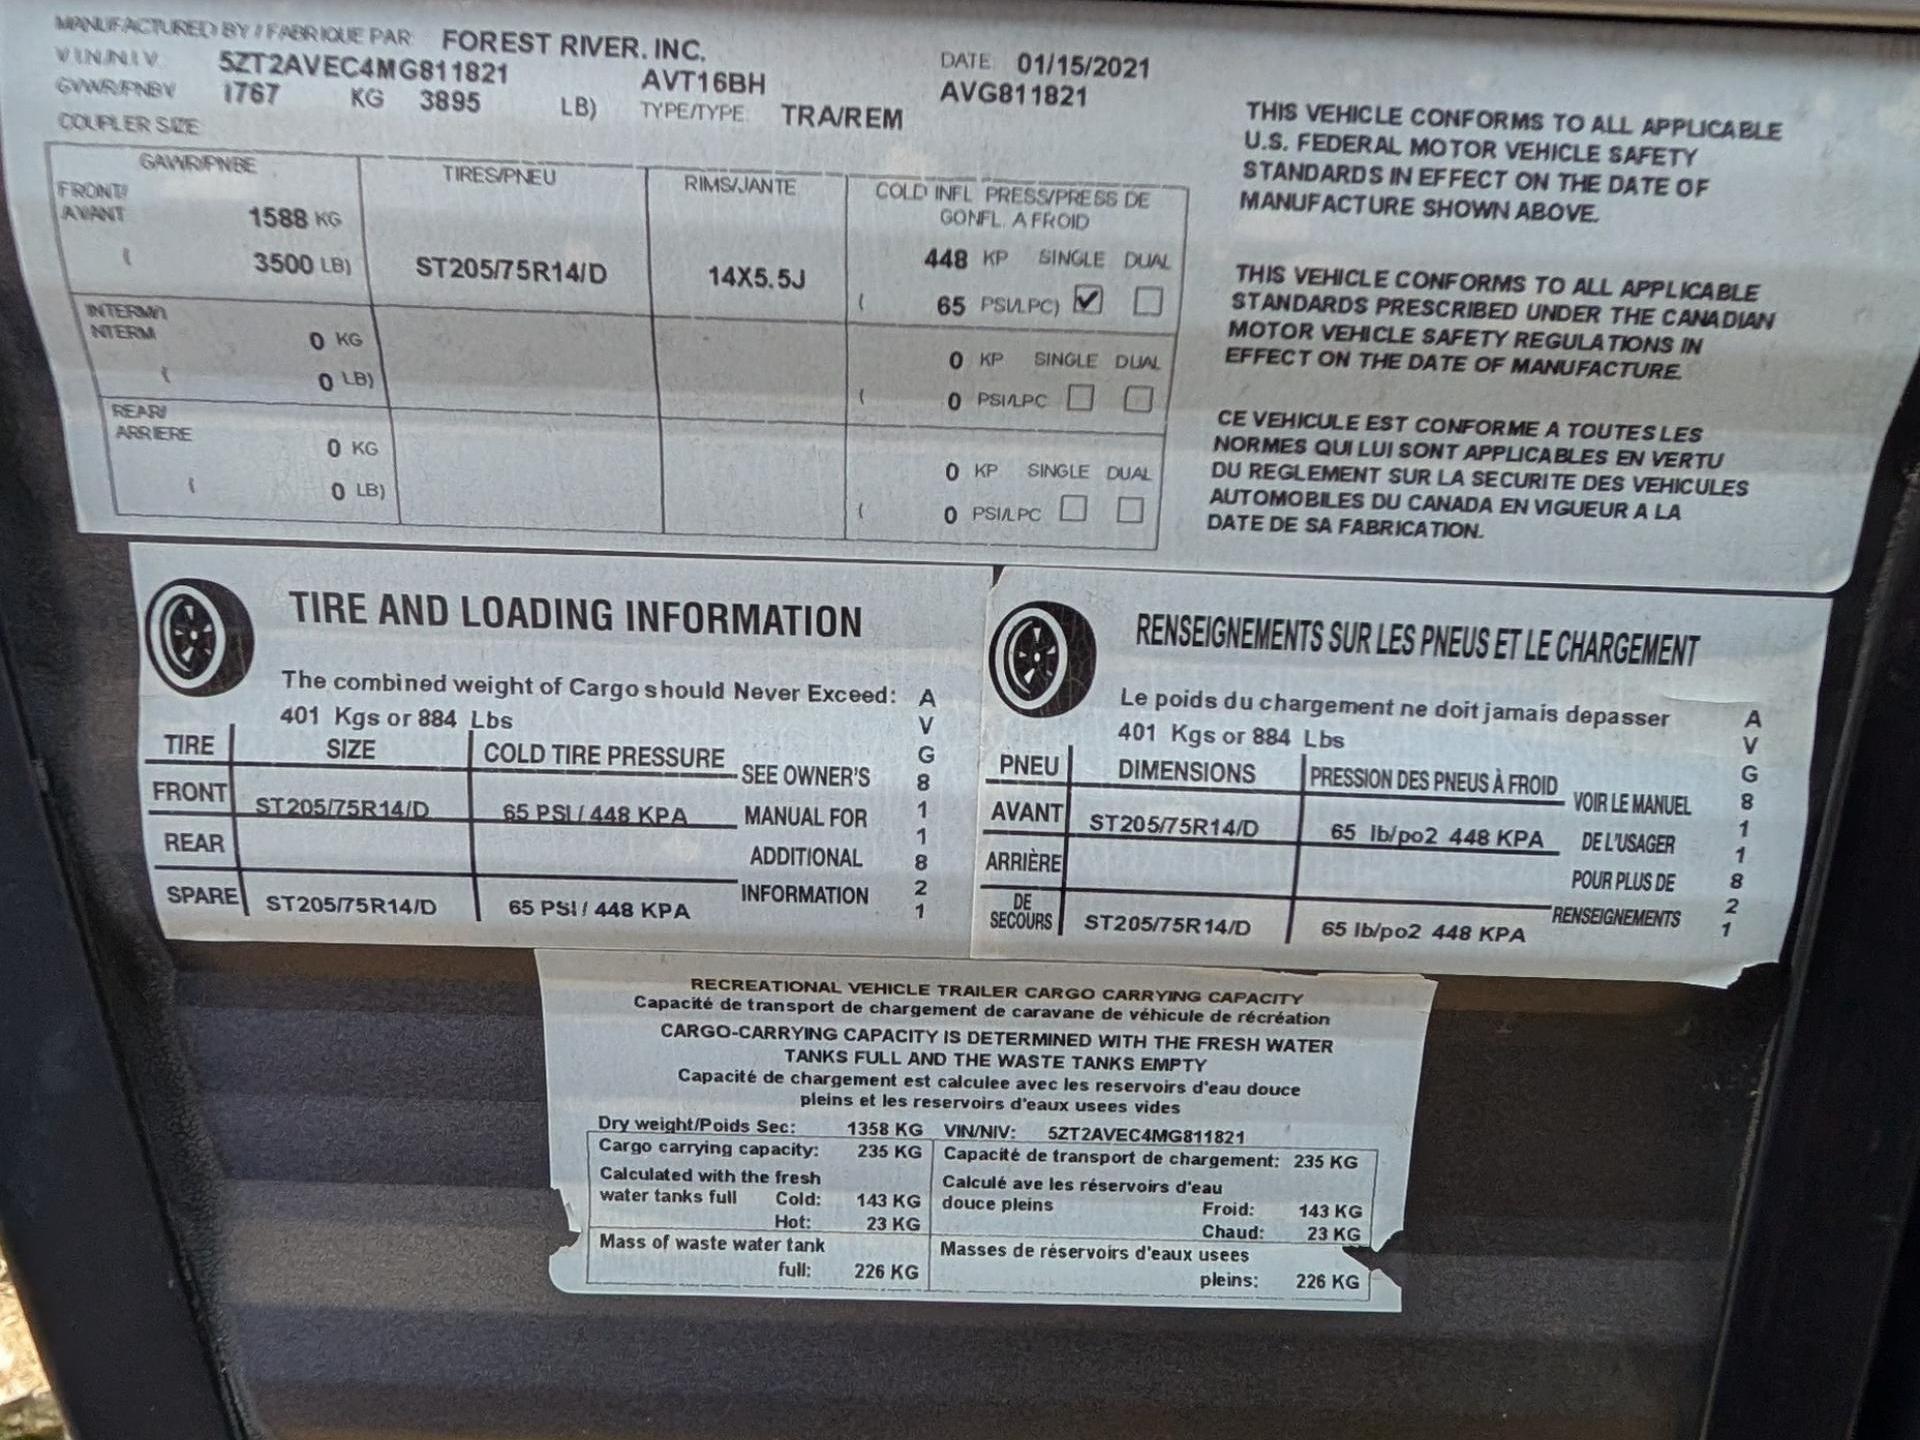 MANUFACTURED BY / FABRIQUE PAR: FOREST RIVER, INC.
DATE: 01/15/2021
V.I.N./N.I.V. 5ZT2AVEC4MG811821 AVT16BH AVG811821
GVWR/PNBV 1767 KG 3895 LB) TYPE/TYPE: TRA/REM
COUPLER SIZE:
GAWR/PNBE TIRES/PNEU RIMS/JANTE COLD INFL PRESS/PRESS DE
GONFL. A FROID
FRONT/
AVANT 1588 KG 448 KP SINGLE DUAL
( 3500 LB) ST205/75R14/D 14X5.5J ( 65 PSI/LPC) ☑ ☐
INTERM/
INTERM 0 KG 0 KP SINGLE DUAL
( 0 LB) ( 0 PSI/LPC ☐ ☐
REAR/
ARRIERE 0 KG 0 KP SINGLE DUAL
( 0 LB) ( 0 PSI/LPC ☐ ☐
THIS VEHICLE CONFORMS TO ALL APPLICABLE
U.S. FEDERAL MOTOR VEHICLE SAFETY
STANDARDS IN EFFECT ON THE DATE OF
MANUFACTURE SHOWN ABOVE.
THIS VEHICLE CONFORMS TO ALL APPLICABLE
STANDARDS PRESCRIBED UNDER THE CANADIAN
MOTOR VEHICLE SAFETY REGULATIONS IN
EFFECT ON THE DATE OF MANUFACTURE.
CE VEHICULE EST CONFORME A TOUTES LES
NORMES QUI LUI SONT APPLICABLES EN VERTU
DU REGLEMENT SUR LA SECURITE DES VEHICULES
AUTOMOBILES DU CANADA EN VIGUEUR A LA
DATE DE SA FABRICATION.
TIRE AND LOADING INFORMATION
The combined weight of Cargo should Never Exceed:
401 Kgs or 884 Lbs
TIRE SIZE COLD TIRE PRESSURE
FRONT ST205/75R14/D 65 PSI / 448 KPA
REAR
SPARE ST205/75R14/D 65 PSI / 448 KPA
SEE OWNER'S
MANUAL FOR
ADDITIONAL
INFORMATION
AVG811821
RENSEIGNEMENTS SUR LES PNEUS ET LE CHARGEMENT
Le poids du chargement ne doit jamais depasser
401 Kgs or 884 Lbs
PNEU DIMENSIONS PRESSION DES PNEUS À FROID
AVANT ST205/75R14/D 65 lb/po2 448 KPA
ARRIÈRE
DE
SECOURS ST205/75R14/D 65 lb/po2 448 KPA
VOIR LE MANUEL
DE L'USAGER
POUR PLUS DE
RENSEIGNEMENTS
AVG811821
RECREATIONAL VEHICLE TRAILER CARGO CARRYING CAPACITY
Capacité de transport de chargement de caravane de véhicule de récréation
CARGO-CARRYING CAPACITY IS DETERMINED WITH THE FRESH WATER
TANKS FULL AND THE WASTE TANKS EMPTY
Capacité de chargement est calculee avec les reservoirs d'eau douce
pleins et les reservoirs d'eaux usees vides
Dry weight/Poids Sec: 1358 KG VIN/NIV: 5ZT2AVEC4MG811821
Cargo carrying capacity: 235 KG
Calculated with the fresh
water tanks full Cold: 143 KG
Hot: 23 KG
Mass of waste water tank
full: 226 KG
Capacité de transport de chargement: 235 KG
Calculé ave les réservoirs d'eau
douce pleins Froid: 143 KG
Chaud: 23 KG
Masses de réservoirs d'eaux usees
pleins: 226 KG